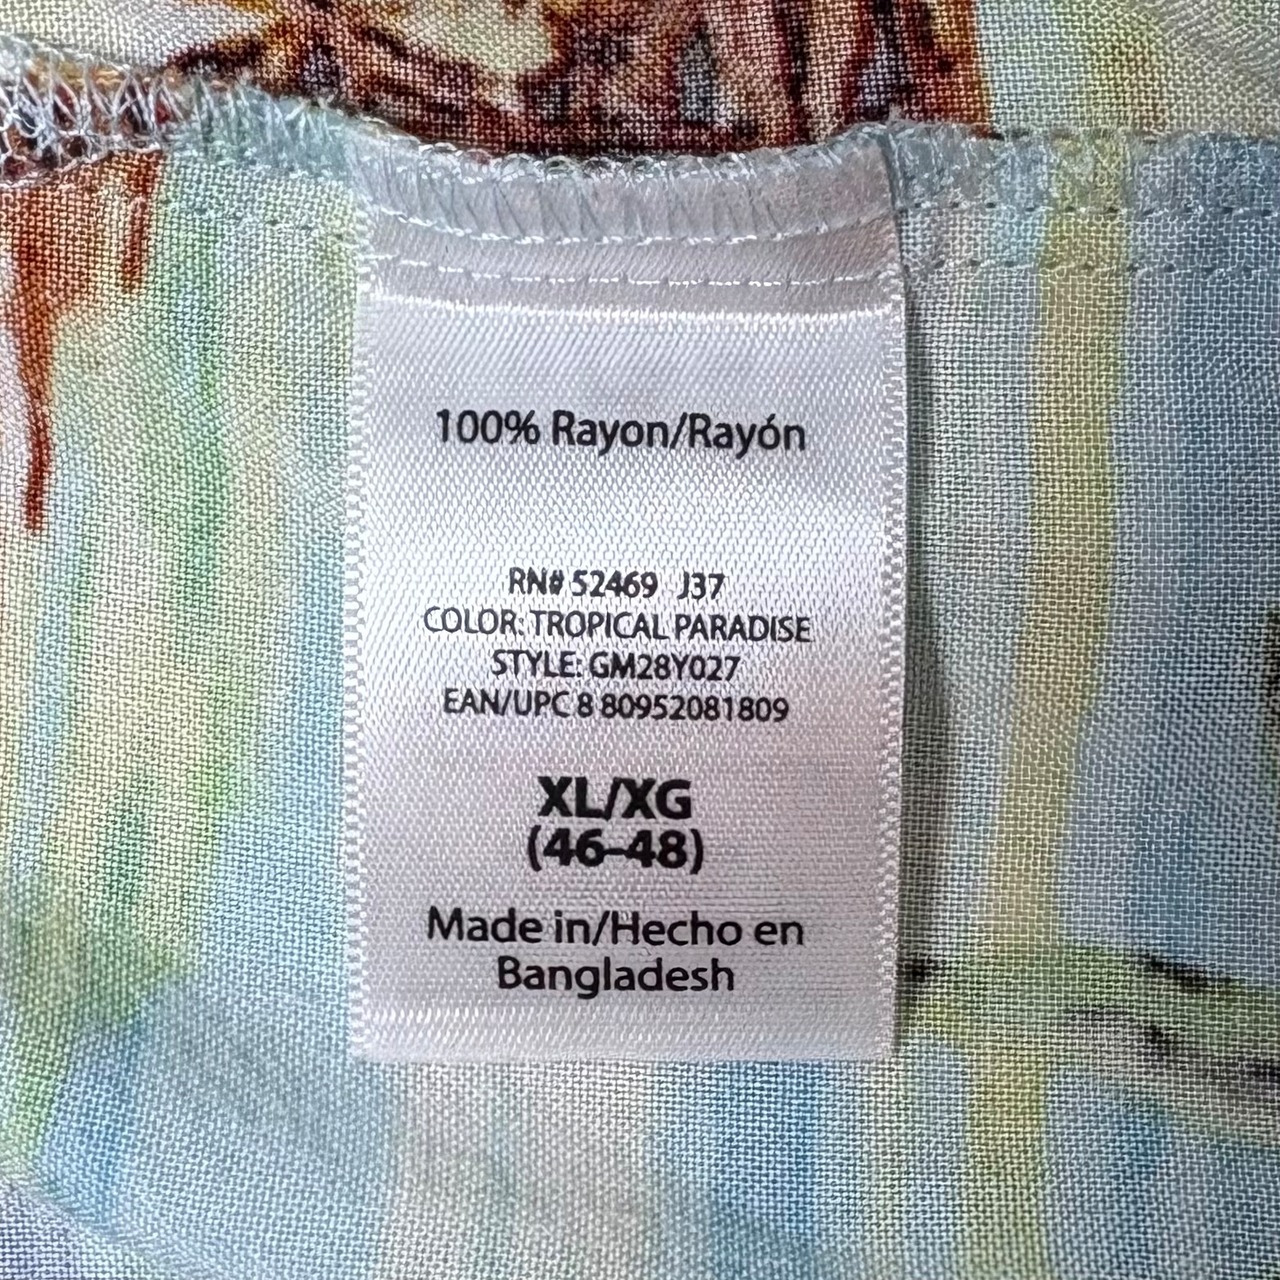 100% Rayon/Rayón
RN# 52469 J37
COLOR: TROPICAL PARADISE
STYLE: GM28Y027
EAN/UPC 8 80952081809
XL/XG
(46-48)
Made in/Hecho en
Bangladesh